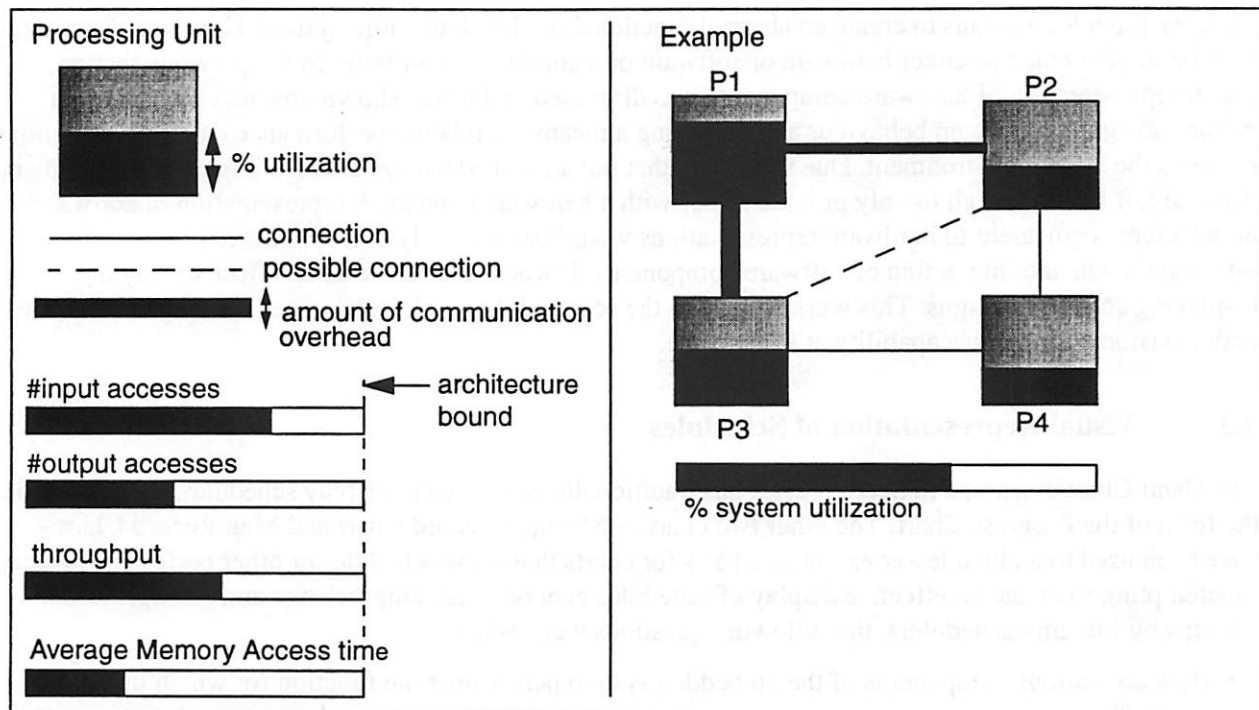 Processing Unit
% utilization
connection
possible connection
amount of communication
overhead
#input accesses
architecture
bound
#output accesses
throughput
Average Memory Access time
Example
P1
P2
P3
P4
% system utilization